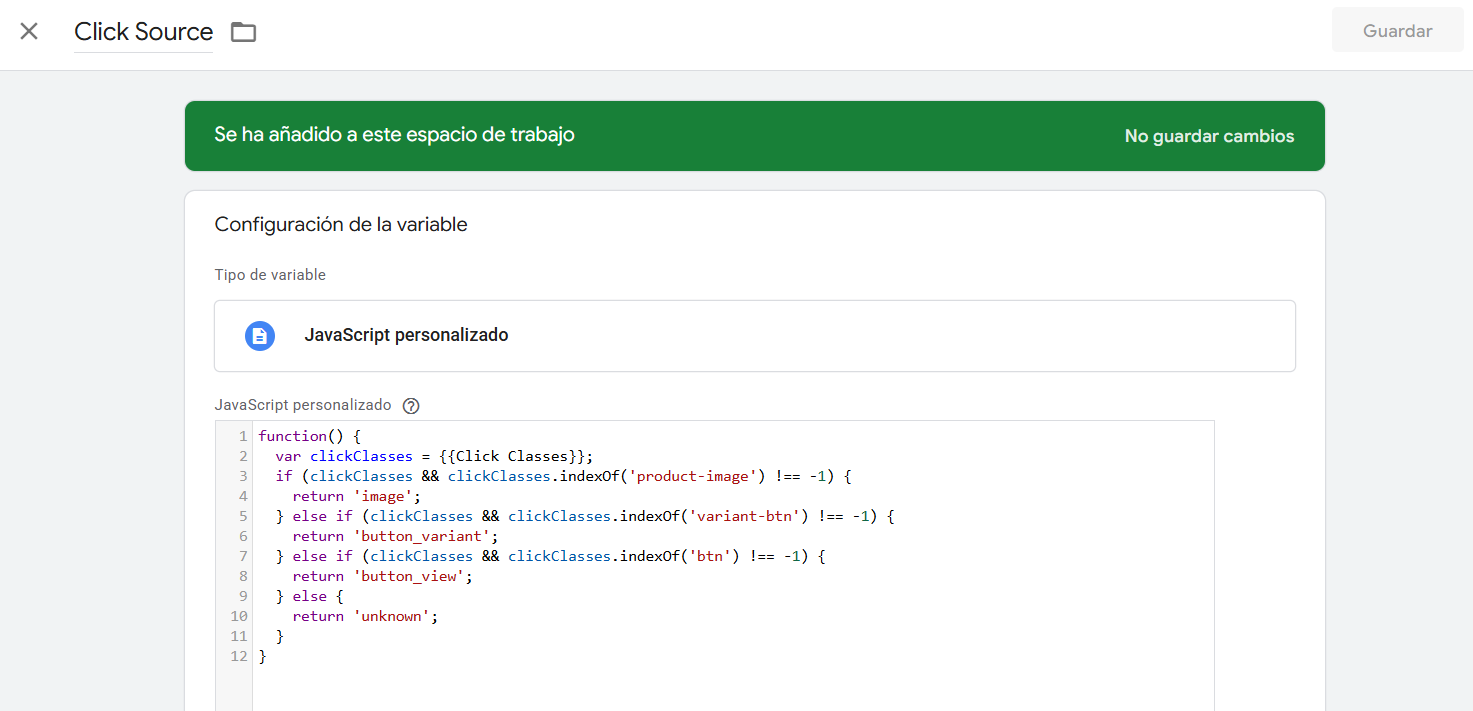 Click Source
Guardar
Se ha añadido a este espacio de trabajo
No guardar cambios
Configuración de la variable
Tipo de variable
JavaScript personalizado
JavaScript personalizado ?
1 function() {
2   var clickClasses = {{Click Classes}};
3   if (clickClasses && clickClasses.indexOf('product-image') !== -1) {
4     return 'image';
5   } else if (clickClasses && clickClasses.indexOf('variant-btn') !== -1) {
6     return 'button_variant';
7   } else if (clickClasses && clickClasses.indexOf('btn') !== -1) {
8     return 'button_view';
9   } else {
10     return 'unknown';
11   }
12 }